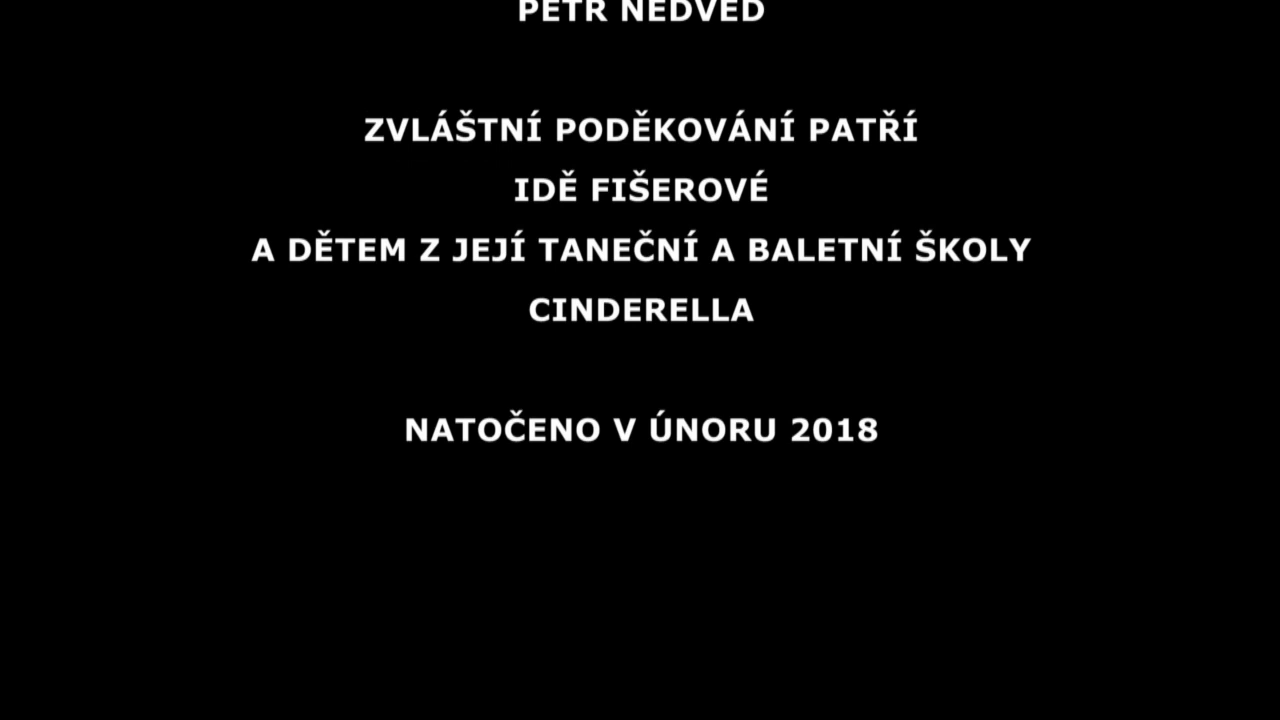 PETR NEDVĚD
ZVLÁŠTNÍ PODĚKOVÁNÍ PATŘÍ
IDĚ FIŠEROVÉ
A DĚTEM Z JEJÍ TANEČNÍ A BALETNÍ ŠKOLY
CINDERELLA
NATOČENO V ÚNORU 2018